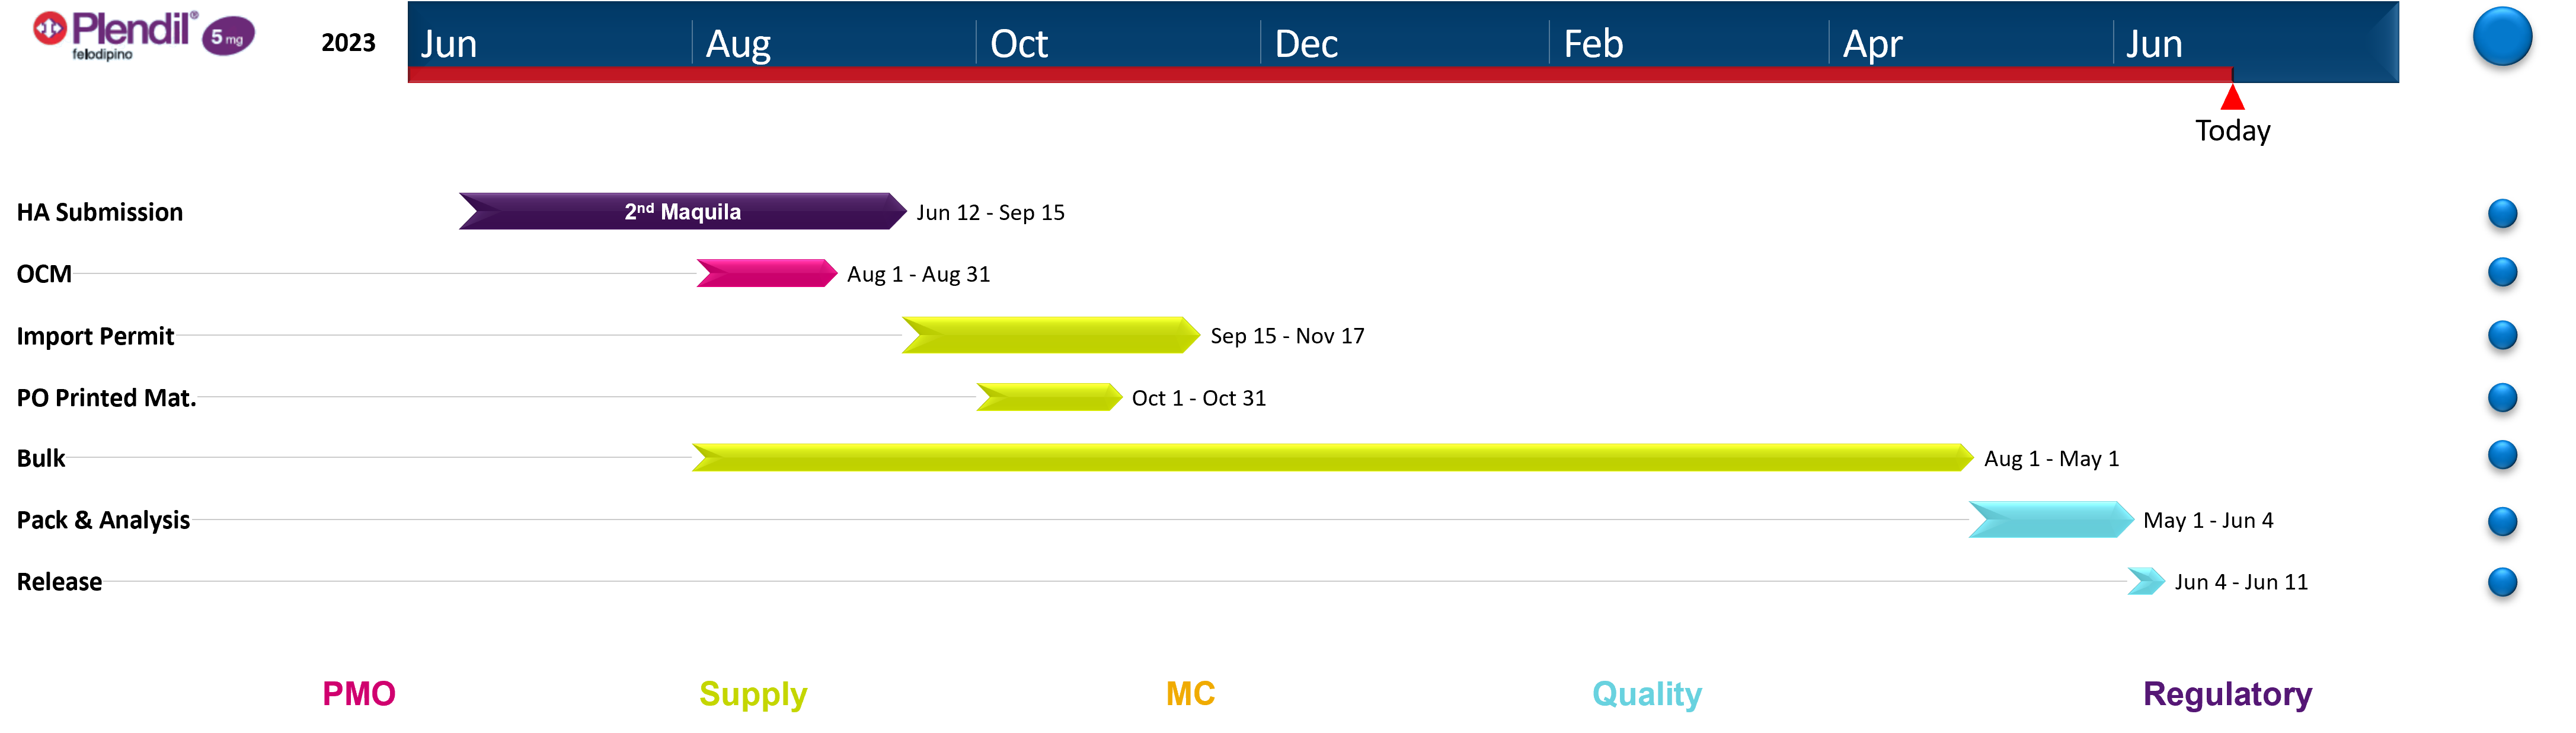 Plendil® 5 mg
felodipino
2023
Jun Aug Oct Dec Feb Apr Jun
Today
HA Submission 2nd Maquila Jun 12 - Sep 15
OCM Aug 1 - Aug 31
Import Permit Sep 15 - Nov 17
PO Printed Mat. Oct 1 - Oct 31
Bulk Aug 1 - May 1
Pack & Analysis May 1 - Jun 4
Release Jun 4 - Jun 11
PMO Supply MC Quality Regulatory